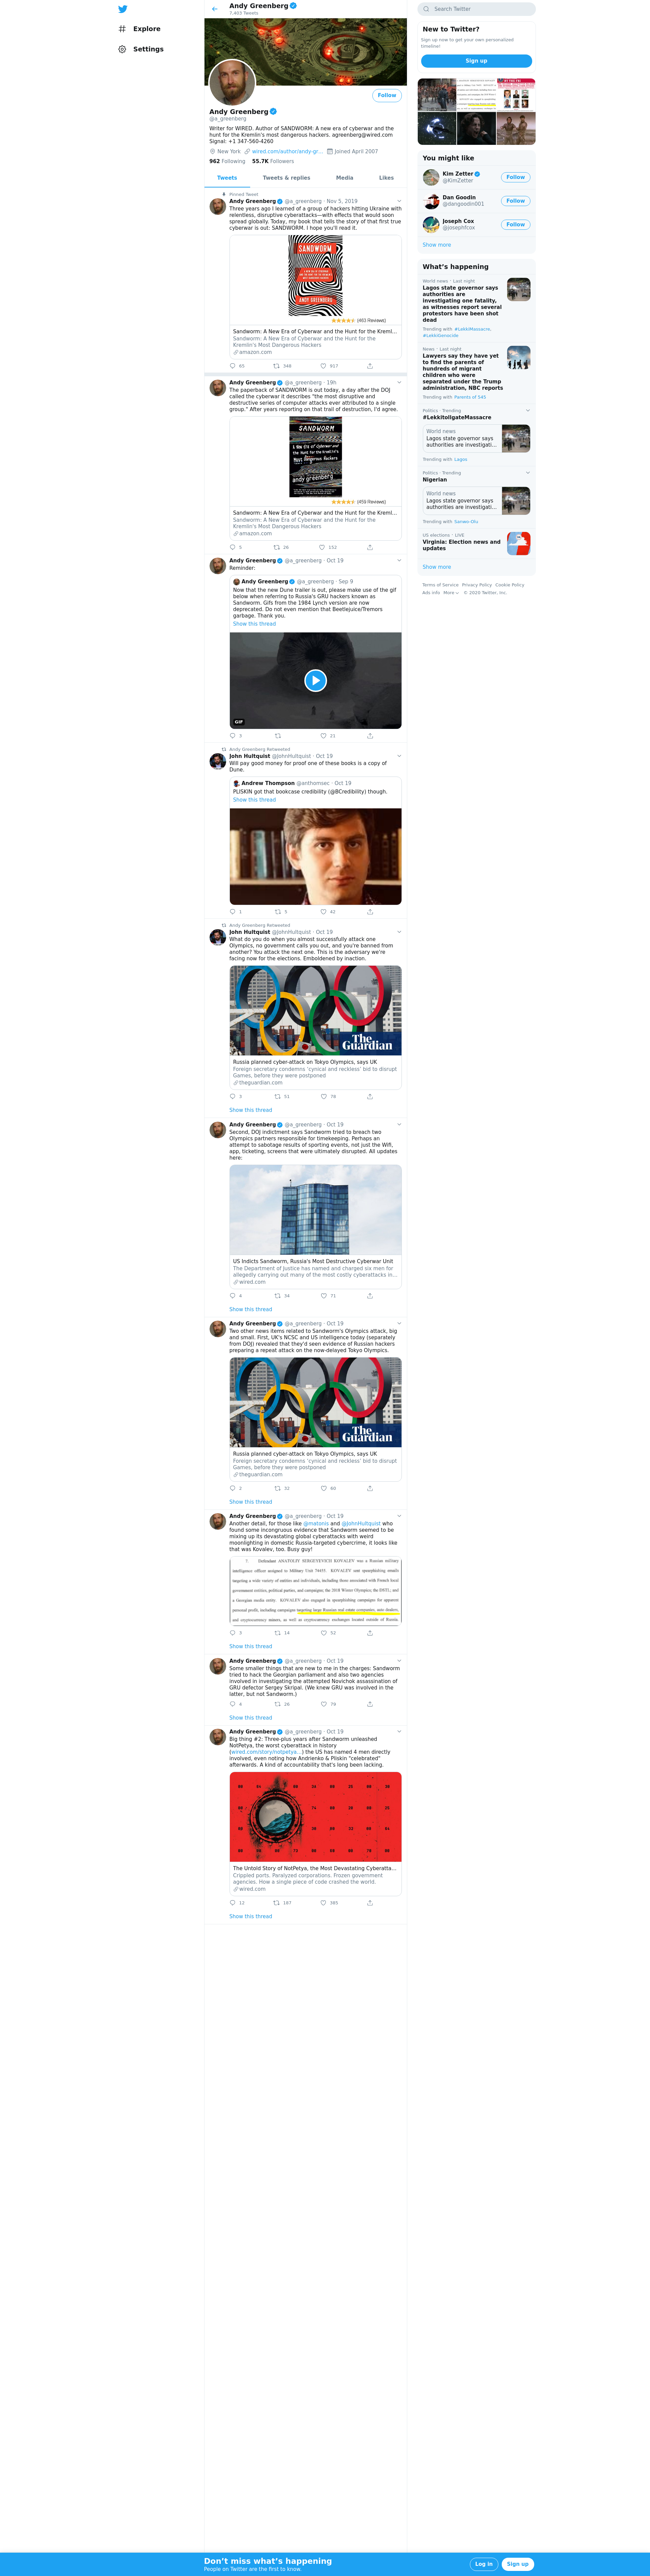 Explore
Settings
Andy Greenberg
7,403 Tweets
Follow
Andy Greenberg
@a_greenberg
Writer for WIRED. Author of SANDWORM: A new era of cyberwar and the
hunt for the Kremlin's most dangerous hackers. agreenberg@wired.com
Signal: +1 347-560-4260
New York wired.com/author/andy-gr… Joined April 2007
962 Following 55.7K Followers
Tweets Tweets & replies Media Likes
Pinned Tweet
Andy Greenberg @a_greenberg · Nov 5, 2019
Three years ago I learned of a group of hackers hitting Ukraine with
relentless, disruptive cyberattacks—with effects that would soon
spread globally. Today, my book that tells the story of that first true
cyberwar is out: SANDWORM. I hope you'll read it.
SANDWORM
ANDY GREENBERG
(463 Reviews)
Sandworm: A New Era of Cyberwar and the Hunt for the Kreml…
Sandworm: A New Era of Cyberwar and the Hunt for the
Kremlin's Most Dangerous Hackers
amazon.com
65 348 917
Andy Greenberg @a_greenberg · 19h
The paperback of SANDWORM is out today, a day after the DOJ
called the cyberwar it describes "the most disruptive and
destructive series of computer attacks ever attributed to a single
group." After years reporting on that trail of destruction, I'd agree.
SANDWORM
A New Era of Cyberwar and
the Hunt for the Kremlin's
Most Dangerous Hackers
andy greenberg
(459 Reviews)
Sandworm: A New Era of Cyberwar and the Hunt for the Kreml…
Sandworm: A New Era of Cyberwar and the Hunt for the
Kremlin's Most Dangerous Hackers
amazon.com
5 26 152
Andy Greenberg @a_greenberg · Oct 19
Reminder:
Andy Greenberg @a_greenberg · Sep 9
Now that the new Dune trailer is out, please make use of the gif
below when referring to Russia's GRU hackers known as
Sandworm. Gifs from the 1984 Lynch version are now
deprecated. Do not even mention that Beetlejuice/Tremors
garbage. Thank you.
Show this thread
GIF
3 21
Andy Greenberg Retweeted
John Hultquist @JohnHultquist · Oct 19
Will pay good money for proof one of these books is a copy of
Dune.
Andrew Thompson @anthomsec · Oct 19
PLISKIN got that bookcase credibility (@BCredibility) though.
Show this thread
1 5 42
Andy Greenberg Retweeted
John Hultquist @JohnHultquist · Oct 19
What do you do when you almost successfully attack one
Olympics, no government calls you out, and you're banned from
another? You attack the next one. This is the adversary we're
facing now for the elections. Emboldened by inaction.
The Guardian
Russia planned cyber-attack on Tokyo Olympics, says UK
Foreign secretary condemns 'cynical and reckless' bid to disrupt
Games, before they were postponed
theguardian.com
3 51 78
Show this thread
Andy Greenberg @a_greenberg · Oct 19
Second, DOJ indictment says Sandworm tried to breach two
Olympics partners responsible for timekeeping. Perhaps an
attempt to sabotage results of sporting events, not just the Wifi,
app, ticketing, screens that were ultimately disrupted. All updates
here:
US Indicts Sandworm, Russia's Most Destructive Cyberwar Unit
The Department of Justice has named and charged six men for
allegedly carrying out many of the most costly cyberattacks in…
wired.com
4 34 71
Show this thread
Andy Greenberg @a_greenberg · Oct 19
Two other news items related to Sandworm's Olympics attack, big
and small. First, UK's NCSC and US intelligence today (separately
from DOJ) revealed that they'd seen evidence of Russian hackers
preparing a repeat attack on the now-delayed Tokyo Olympics.
The Guardian
Russia planned cyber-attack on Tokyo Olympics, says UK
Foreign secretary condemns 'cynical and reckless' bid to disrupt
Games, before they were postponed
theguardian.com
2 32 60
Show this thread
Andy Greenberg @a_greenberg · Oct 19
Another detail, for those like @matonis and @JohnHultquist who
found some incongruous evidence that Sandworm seemed to be
mixing up its devastating global cyberattacks with weird
moonlighting in domestic Russia-targeted cybercrime, it looks like
that was Kovalev, too. Busy guy!
7. Defendant ANATOLIY SERGEYEVICH KOVALEV was a Russian military
intelligence officer assigned to Military Unit 74455. KOVALEV sent spearphishing emails
targeting a wide variety of entities and individuals, including those associated with French local
government entities, political parties, and campaigns; the 2018 Winter Olympics; the DSTL; and
a Georgian media entity. KOVALEV also engaged in spearphishing campaigns for apparent
personal profit, including campaigns targeting large Russian real estate companies, auto dealers,
and cryptocurrency miners, as well as cryptocurrency exchanges located outside of Russia.
3 14 52
Show this thread
Andy Greenberg @a_greenberg · Oct 19
Some smaller things that are new to me in the charges: Sandworm
tried to hack the Georgian parliament and also two agencies
involved in investigating the attempted Novichok assassination of
GRU defector Sergey Skripal. (We knew GRU was involved in the
latter, but not Sandworm.)
4 26 79
Show this thread
Andy Greenberg @a_greenberg · Oct 19
Big thing #2: Three-plus years after Sandworm unleashed
NotPetya, the worst cyberattack in history
(wired.com/story/notpetya…) the US has named 4 men directly
involved, even noting how Andrienko & Pliskin "celebrated"
afterwards. A kind of accountability that's long been lacking.
The Untold Story of NotPetya, the Most Devastating Cyberatta…
Crippled ports. Paralyzed corporations. Frozen government
agencies. How a single piece of code crashed the world.
wired.com
12 187 385
Show this thread
Search Twitter
New to Twitter?
Sign up now to get your own personalized
timeline!
Sign up
You might like
Kim Zetter
@KimZetter
Follow
Dan Goodin
@dangoodin001
Follow
Joseph Cox
@josephfcox
Follow
Show more
What's happening
World news · Last night
Lagos state governor says
authorities are
investigating one fatality,
as witnesses report several
protestors have been shot
dead
Trending with #LekkiMassacre,
#LekkiGenocide
News · Last night
Lawyers say they have yet
to find the parents of
hundreds of migrant
children who were
separated under the Trump
administration, NBC reports
Trending with Parents of 545
Politics · Trending
#LekkitollgateMassacre
World news
Lagos state governor says
authorities are investigati…
Trending with Lagos
Politics · Trending
Nigerian
World news
Lagos state governor says
authorities are investigati…
Trending with Sanwo-Olu
US elections · LIVE
Virginia: Election news and
updates
Show more
Terms of Service Privacy Policy Cookie Policy
Ads info More © 2020 Twitter, Inc.
Don't miss what's happening
People on Twitter are the first to know.
Log in
Sign up